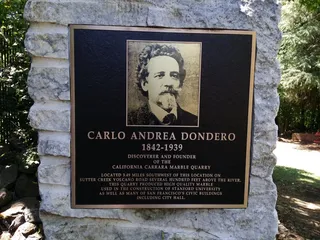 CARLO ANDREA DONDERO
1842-1939
DISCOVERER AND FOUNDER
OF THE
CALIFORNIA CARRARA MARBLE QUARRY
LOCATED 8.49 MILES SOUTHWEST OF THIS LOCATION ON
SUTTER CREEK VOLCANO ROAD SEVERAL HUNDRED FEET ABOVE THE RIVER.
THIS QUARRY PRODUCED HIGH QUALITY MARBLE
USED IN THE CONSTRUCTION OF STANFORD UNIVERSITY
AS WELL AS MANY OF SAN FRANCISCO'S CIVIC BUILDINGS
INCLUDING CITY HALL.